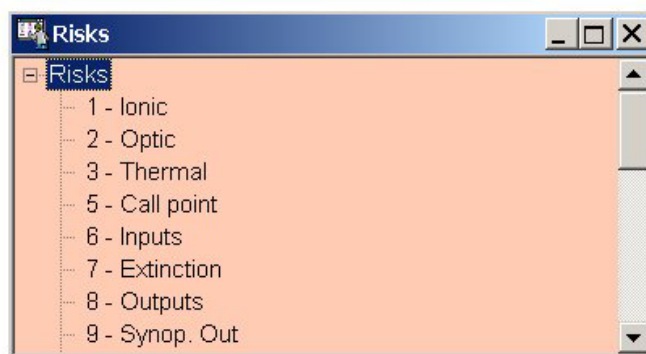 Risks
Risks
1 - Ionic
2 - Optic
3 - Thermal
5 - Call point
6 - Inputs
7 - Extinction
8 - Outputs
9 - Synop. Out